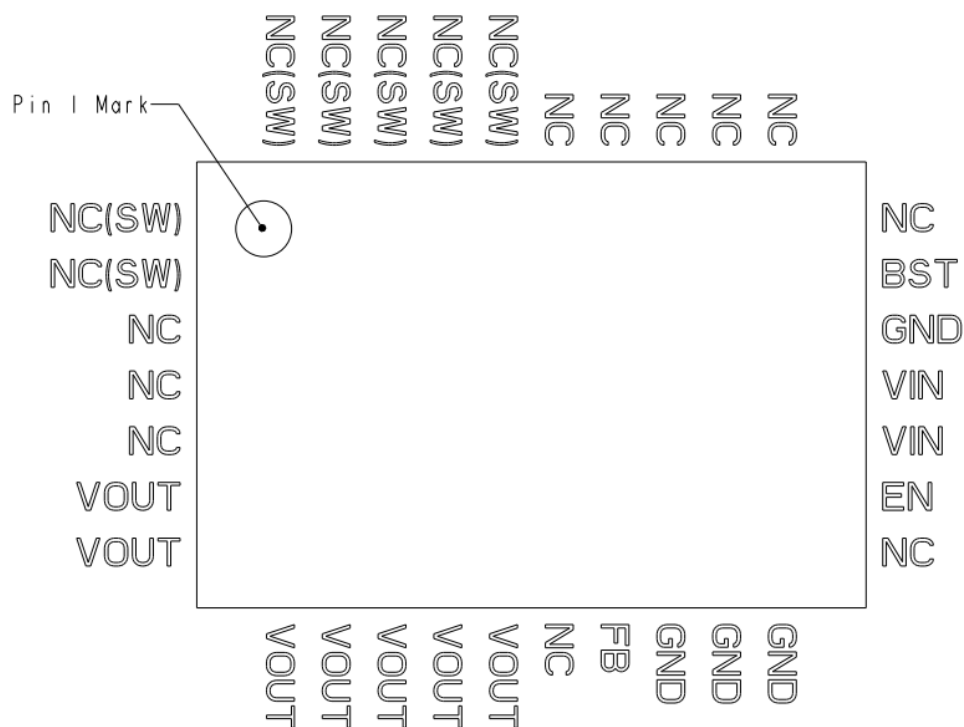 NC(SW) NC(SW) NC(SW) NC(SW) NC(SW) NC NC NC NC NC
Pin 1 Mark
NC(SW) NC
NC(SW) BST
NC GND
NC VIN
NC VIN
VOUT EN
VOUT NC
VOUT VOUT VOUT VOUT VOUT NC FB GND GND GND